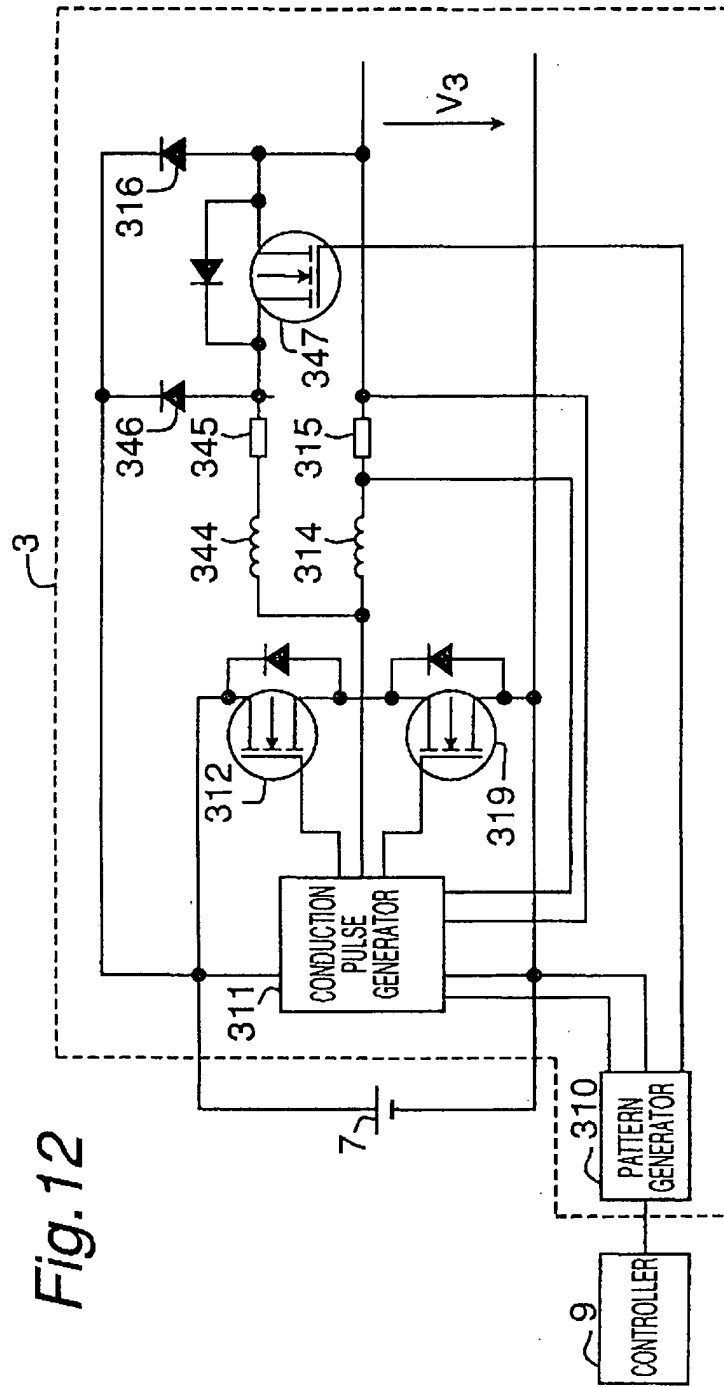 Fig.12
3
316
346
345
344
347
V3
315
314
312
319
CONDUCTION
PULSE
GENERATOR
311
7
310
PATTERN
GENERATOR
9
CONTROLLER